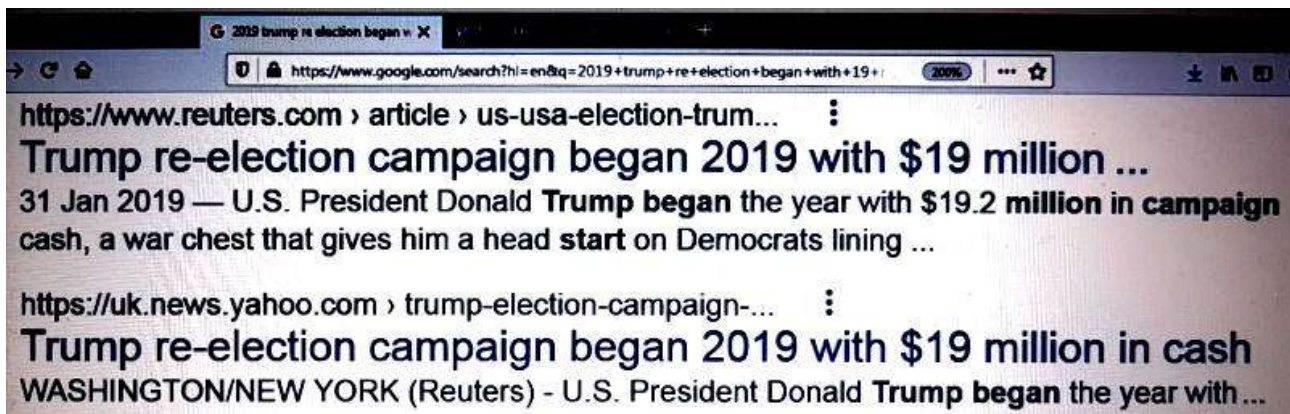 G 2019 trump re election began w
https://www.google.com/search?hl=en&q=2019+trump+re+election+began+with+19+
200%
https://www.reuters.com › article › us-usa-election-trum...
Trump re-election campaign began 2019 with $19 million ...
31 Jan 2019 — U.S. President Donald Trump began the year with $19.2 million in campaign
cash, a war chest that gives him a head start on Democrats lining ...
https://uk.news.yahoo.com › trump-election-campaign-...
Trump re-election campaign began 2019 with $19 million in cash
WASHINGTON/NEW YORK (Reuters) - U.S. President Donald Trump began the year with ...